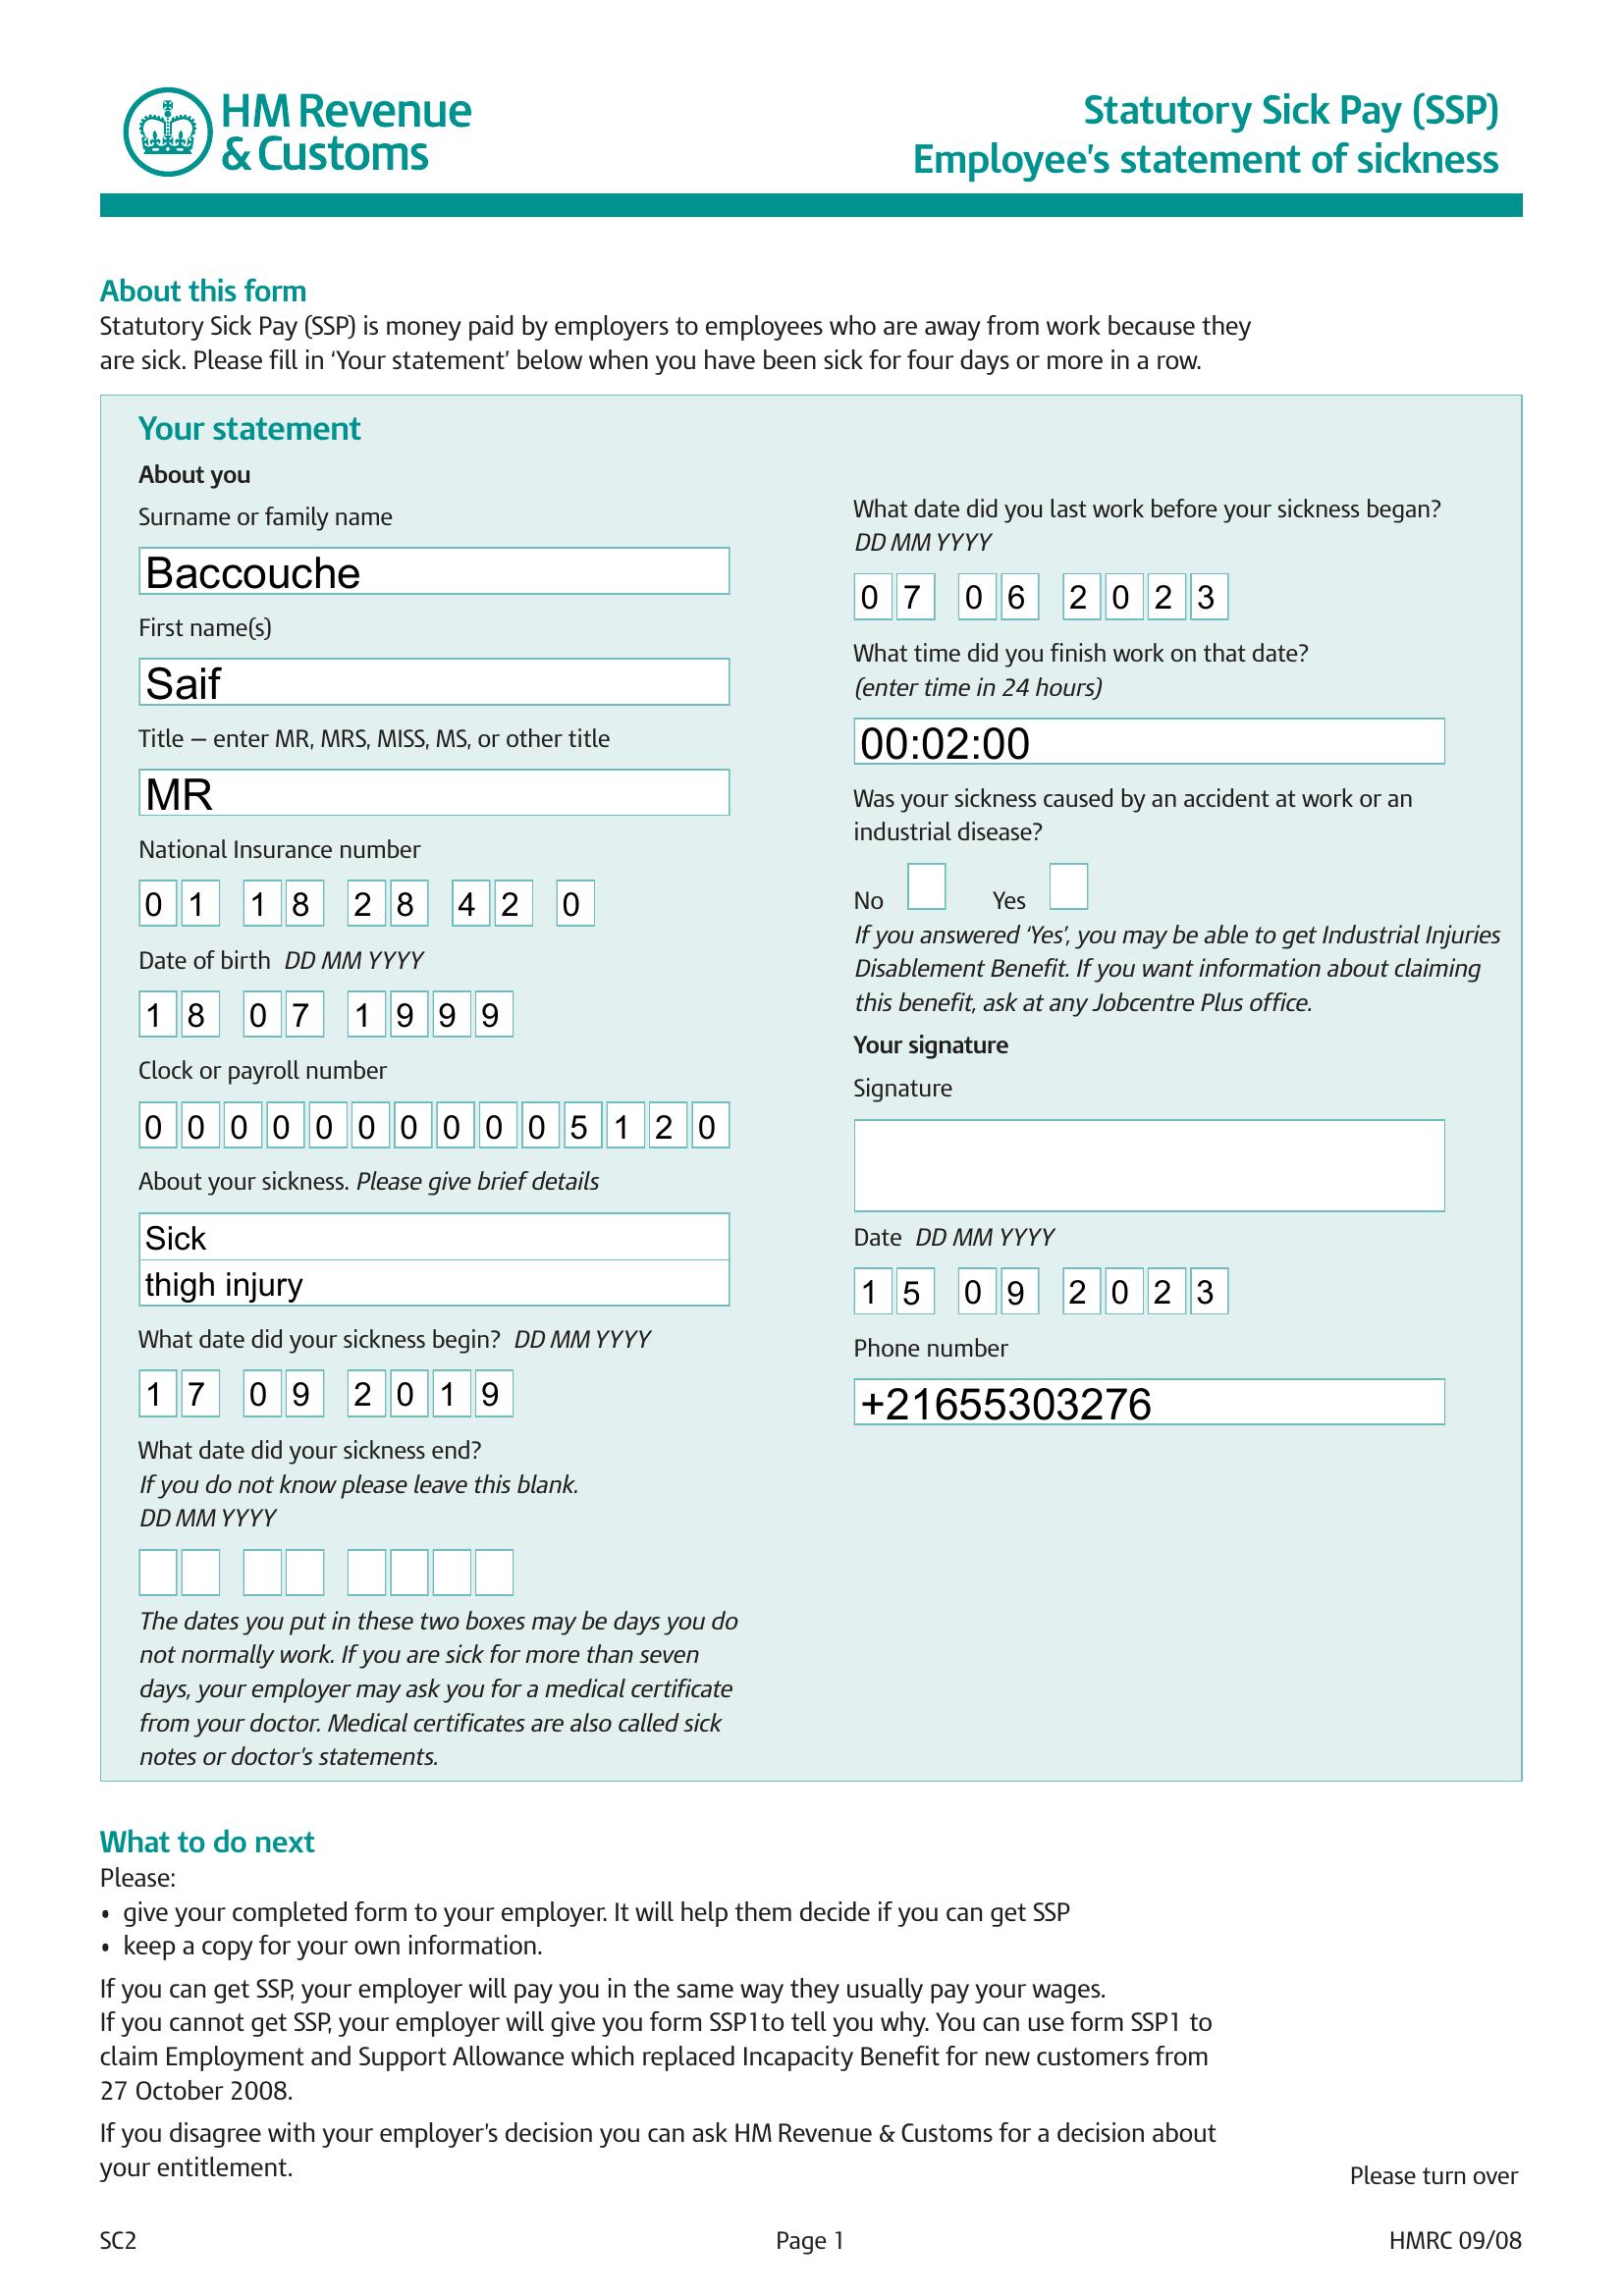 HM Revenue
& Customs
Statutory Sick Pay (SSP)
Employee's statement of sickness
About this form
Statutory Sick Pay (SSP) is money paid by employers to employees who are away from work because they
are sick. Please fill in ‘Your statement’ below when you have been sick for four days or more in a row.
Your statement
About you
Surname or family name
Baccouche
First name(s)
Saif
Title – enter MR, MRS, MISS, MS, or other title
MR
National Insurance number
0 1 1 8 2 8 4 2 0
Date of birth DD MM YYYY
1 8 0 7 1 9 9 9
Clock or payroll number
0 0 0 0 0 0 0 0 0 0 5 1 2 0
About your sickness. Please give brief details
Sick
thigh injury
What date did your sickness begin? DD MM YYYY
1 7 0 9 2 0 1 9
What date did your sickness end?
If you do not know please leave this blank.
DD MM YYYY
The dates you put in these two boxes may be days you do
not normally work. If you are sick for more than seven
days, your employer may ask you for a medical certificate
from your doctor. Medical certificates are also called sick
notes or doctor's statements.
What date did you last work before your sickness began?
DD MM YYYY
0 7 0 6 2 0 2 3
What time did you finish work on that date?
(enter time in 24 hours)
00:02:00
Was your sickness caused by an accident at work or an
industrial disease?
No Yes
If you answered ‘Yes’, you may be able to get Industrial Injuries
Disablement Benefit. If you want information about claiming
this benefit, ask at any Jobcentre Plus office.
Your signature
Signature
Date DD MM YYYY
1 5 0 9 2 0 2 3
Phone number
+21655303276
What to do next
Please:
• give your completed form to your employer. It will help them decide if you can get SSP
• keep a copy for your own information.
If you can get SSP, your employer will pay you in the same way they usually pay your wages.
If you cannot get SSP, your employer will give you form SSP1to tell you why. You can use form SSP1 to
claim Employment and Support Allowance which replaced Incapacity Benefit for new customers from
27 October 2008.
If you disagree with your employer's decision you can ask HM Revenue & Customs for a decision about
your entitlement.
Please turn over
SC2
Page 1
HMRC 09/08